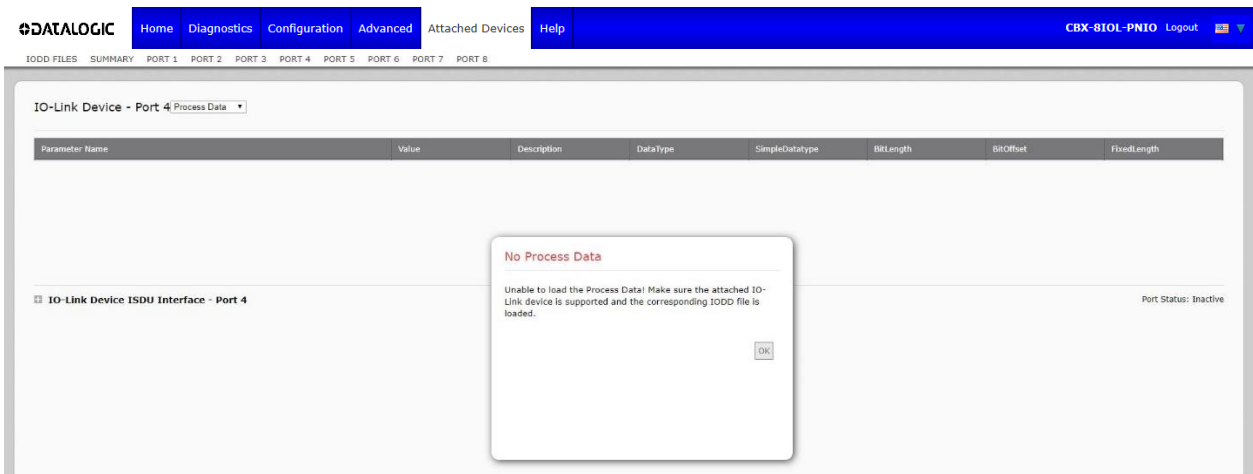 DATALOGIC Home Diagnostics Configuration Advanced Attached Devices Help CBX-8IOL-PNIO Logout
IODD FILES SUMMARY PORT 1 PORT 2 PORT 3 PORT 4 PORT 5 PORT 6 PORT 7 PORT 8
IO-Link Device - Port 4 Process Data
Parameter Name Value Description DataType SimpleDatatype BitLength BitOffset FixedLength
No Process Data
Unable to load the Process Data! Make sure the attached IO-
Link device is supported and the corresponding IODD file is
loaded.
OK
IO-Link Device ISDU Interface - Port 4 Port Status: Inactive